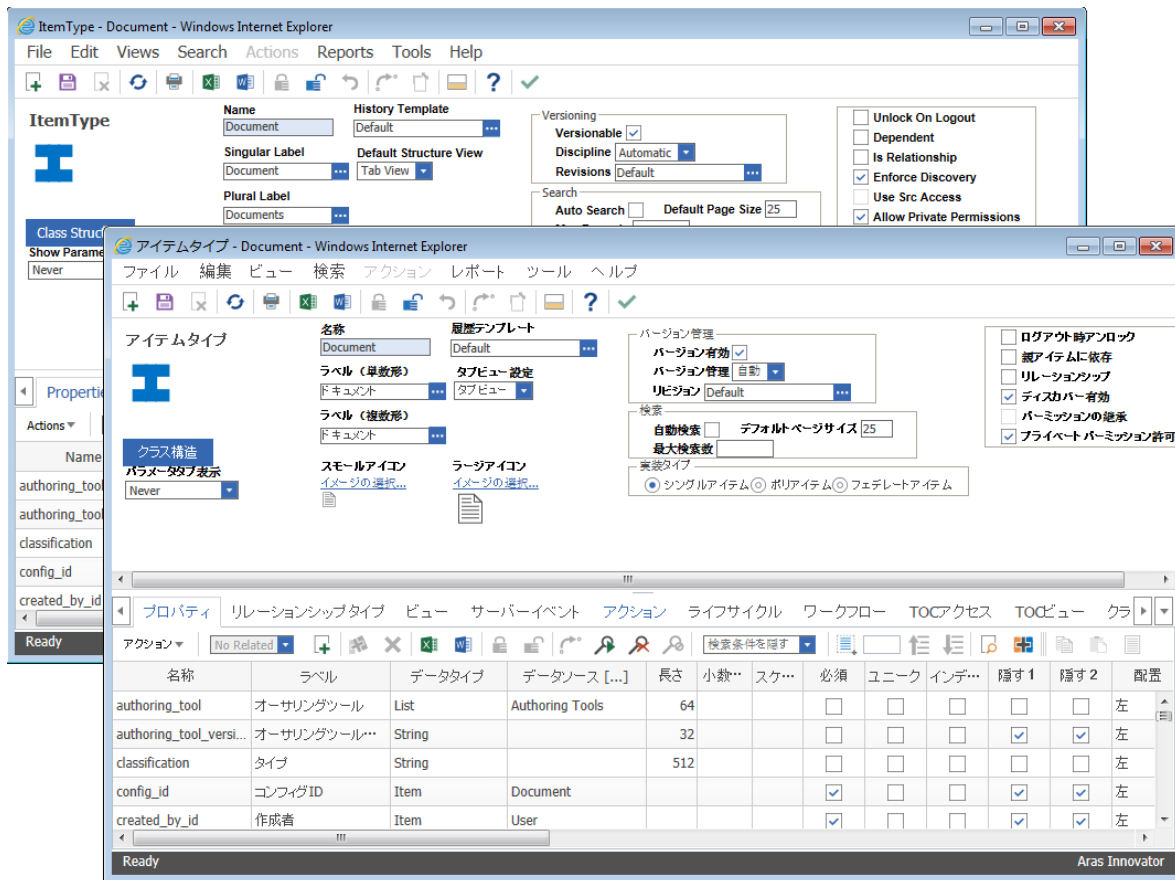 ItemType - Document - Windows Internet Explorer
File Edit Views Search Actions Reports Tools Help
ItemType
Name
Document
History Template
Default
Singular Label
Document
Default Structure View
Tab View
Plural Label
Documents
Versioning
Versionable
Discipline Automatic
Revisions Default
Search
Auto Search Default Page Size 25
Unlock On Logout
Dependent
Is Relationship
Enforce Discovery
Use Src Access
Allow Private Permissions
Class Struc
Show Parame
Never
Properti
Actions
Name
authoring_tool
authoring_tool
classification
config_id
created_by_id
Ready
アイテムタイプ - Document - Windows Internet Explorer
ファイル 編集 ビュー 検索 アクション レポート ツール ヘルプ
アイテムタイプ
名称
Document
履歴テンプレート
Default
ラベル（単数形）
ドキュメント
タブビュー設定
タブビュー
ラベル（複数形）
ドキュメント
クラス構造
パラメータタブ表示
Never
スモールアイコン
イメージの選択...
ラージアイコン
イメージの選択...
バージョン管理
バージョン有効
バージョン管理 自動
リビジョン Default
検索
自動検索 デフォルトページサイズ 25
最大検索数
実装タイプ
シングルアイテム ポリアイテム フェデレートアイテム
ログアウト時アンロック
親アイテムに依存
リレーションシップ
ディスカバー有効
パーミッションの継承
プライベートパーミッション許可
プロパティ リレーションシップタイプ ビュー サーバーイベント アクション ライフサイクル ワークフロー TOCアクセス TOCビュー クラ
アクション No Related 検索条件を隠す
名称 ラベル データタイプ データソース [...] 長さ 小数… スケ… 必須 ユニーク インデ… 隠す1 隠す2 配置
authoring_tool オーサリングツール List Authoring Tools 64 左
authoring_tool_versi... オーサリングツール… String 32 左
classification タイプ String 512 左
config_id コンフィグID Item Document 左
created_by_id 作成者 Item User 左
Ready Aras Innovator